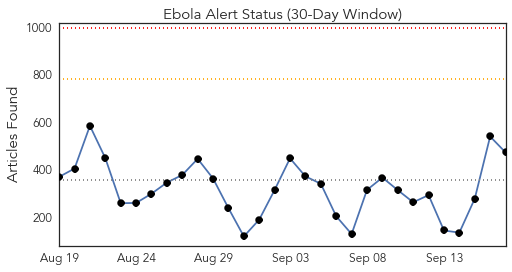 Ebola Alert Status (30-Day Window)
Articles Found
1000
800
600
400
200
Aug 19 Aug 24 Aug 29 Sep 03 Sep 08 Sep 13